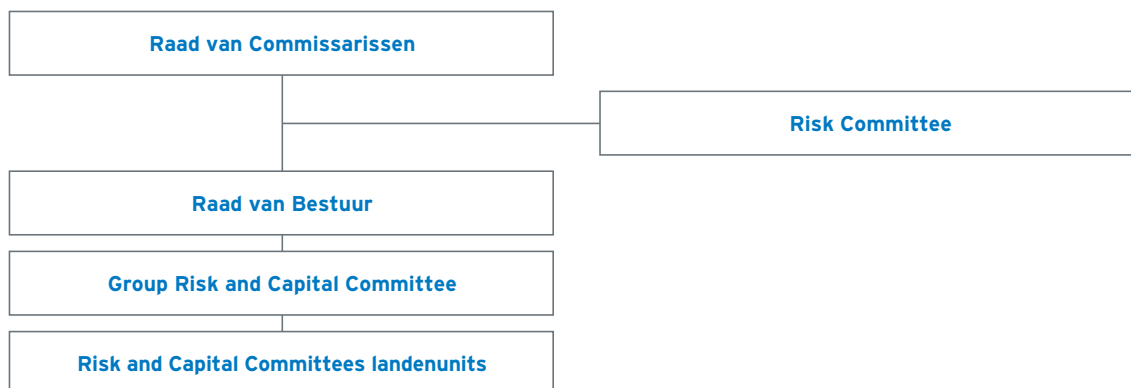 Raad van Commissarissen
Risk Committee
Raad van Bestuur
Group Risk and Capital Committee
Risk and Capital Committees landenunits